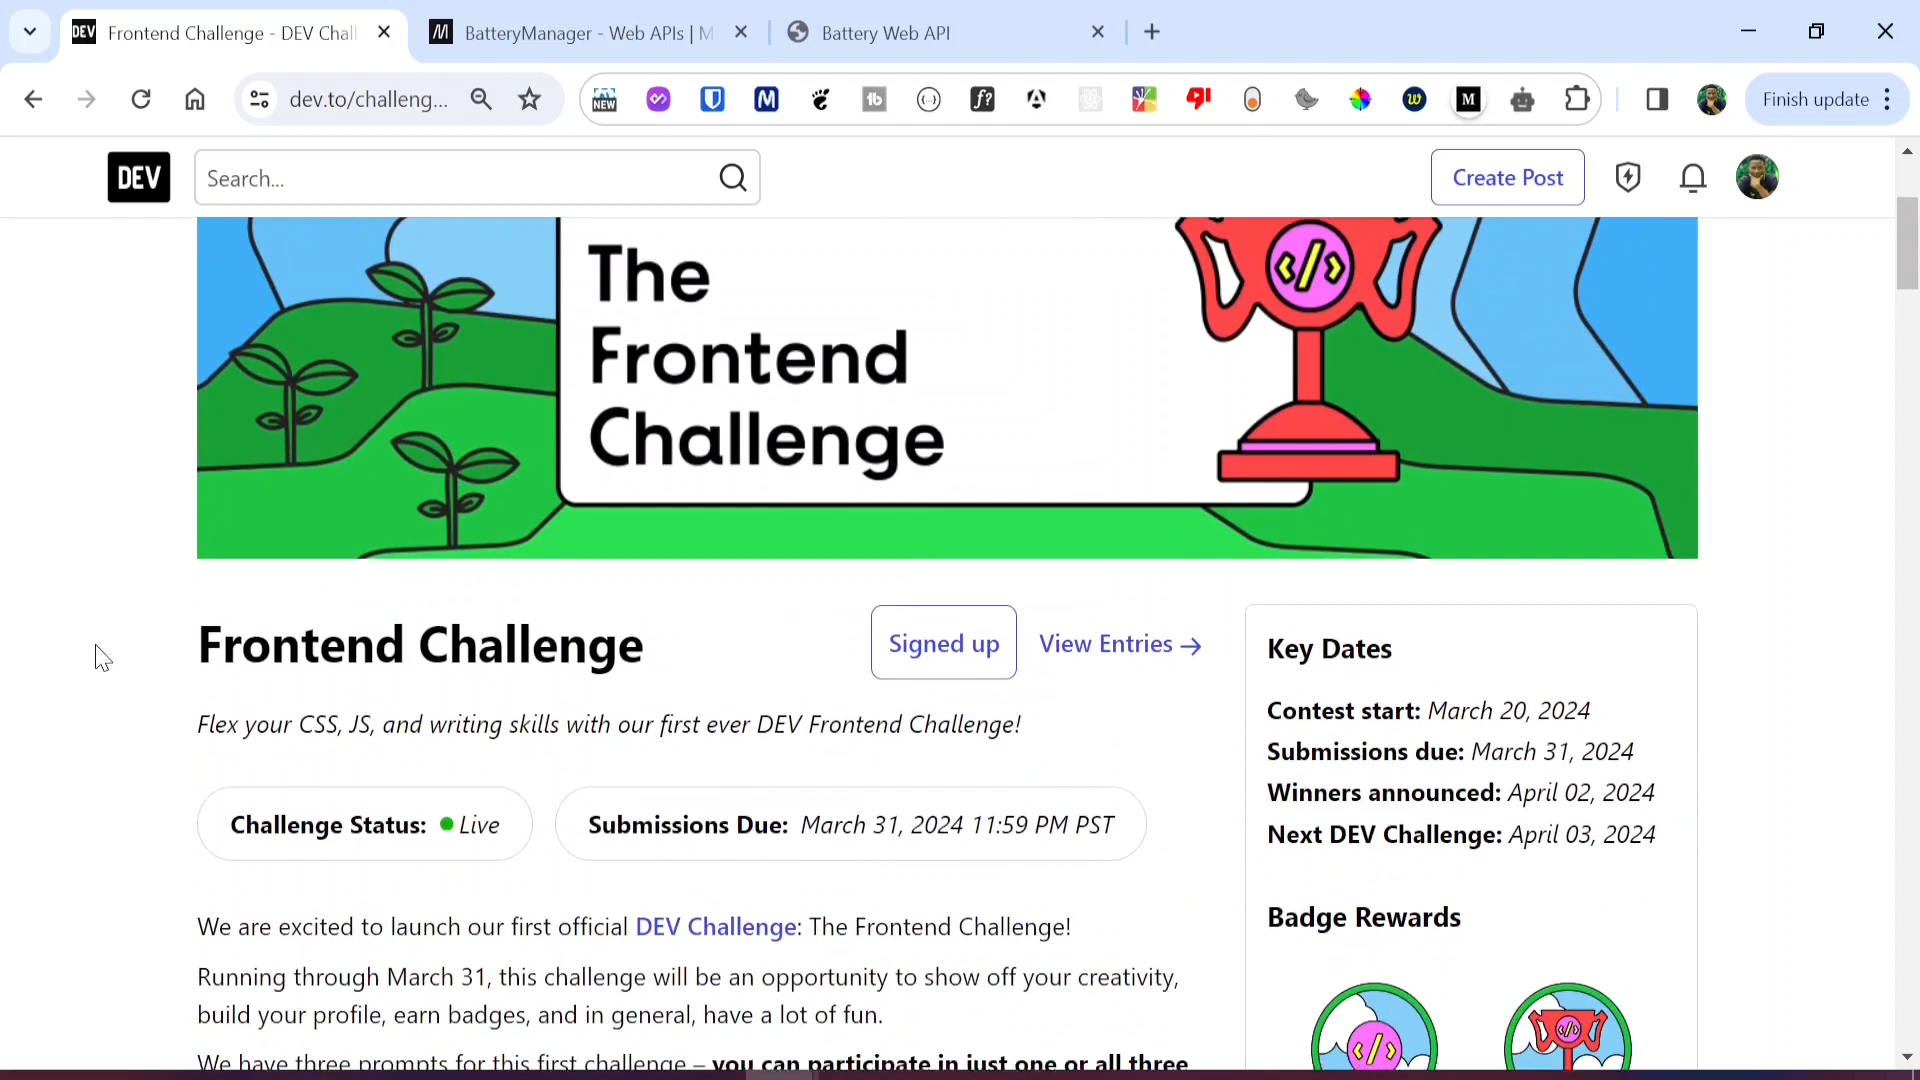 DEV
Frontend Challenge - DEV Chall
BatteryManager - Web APIs | M
Battery Web API
dev.to/challeng...
NEW
tb
f?
w
M
Finish update
DEV
Search...
Create Post
The
Frontend
Challenge
</>
Frontend Challenge
Signed up
View Entries →
Flex your CSS, JS, and writing skills with our first ever DEV Frontend Challenge!
Challenge Status: Live
Submissions Due: March 31, 2024 11:59 PM PST
We are excited to launch our first official DEV Challenge: The Frontend Challenge!
Running through March 31, this challenge will be an opportunity to show off your creativity,
build your profile, earn badges, and in general, have a lot of fun.
We have three prompts for this first challenge – you can participate in just one or all three
Key Dates
Contest start: March 20, 2024
Submissions due: March 31, 2024
Winners announced: April 02, 2024
Next DEV Challenge: April 03, 2024
Badge Rewards
</>
</>